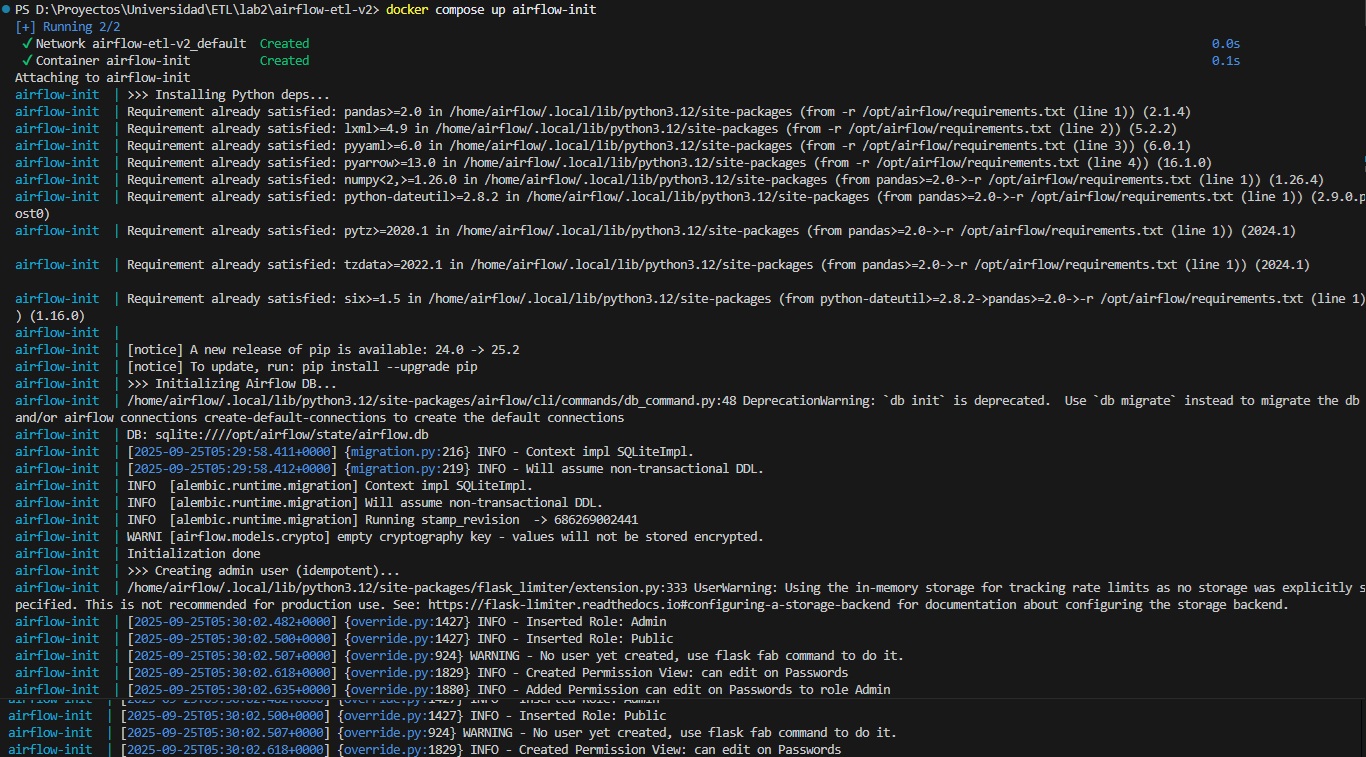 PS D:\Proyectos\Universidad\ETL\lab2\airflow-etl-v2> docker compose up airflow-init
[+] Running 2/2
✓ Network airflow-etl-v2_default  Created  0.0s
✓ Container airflow-init  Created  0.1s
Attaching to airflow-init
airflow-init  | >>> Installing Python deps...
airflow-init  | Requirement already satisfied: pandas>=2.0 in /home/airflow/.local/lib/python3.12/site-packages (from -r /opt/airflow/requirements.txt (line 1)) (2.1.4)
airflow-init  | Requirement already satisfied: lxml>=4.9 in /home/airflow/.local/lib/python3.12/site-packages (from -r /opt/airflow/requirements.txt (line 2)) (5.2.2)
airflow-init  | Requirement already satisfied: pyyaml>=6.0 in /home/airflow/.local/lib/python3.12/site-packages (from -r /opt/airflow/requirements.txt (line 3)) (6.0.1)
airflow-init  | Requirement already satisfied: pyarrow>=13.0 in /home/airflow/.local/lib/python3.12/site-packages (from -r /opt/airflow/requirements.txt (line 4)) (16.1.0)
airflow-init  | Requirement already satisfied: numpy<2,>=1.26.0 in /home/airflow/.local/lib/python3.12/site-packages (from pandas>=2.0->-r /opt/airflow/requirements.txt (line 1)) (1.26.4)
airflow-init  | Requirement already satisfied: python-dateutil>=2.8.2 in /home/airflow/.local/lib/python3.12/site-packages (from pandas>=2.0->-r /opt/airflow/requirements.txt (line 1)) (2.9.0.p
ost0)
airflow-init  | Requirement already satisfied: pytz>=2020.1 in /home/airflow/.local/lib/python3.12/site-packages (from pandas>=2.0->-r /opt/airflow/requirements.txt (line 1)) (2024.1)
airflow-init  | Requirement already satisfied: tzdata>=2022.1 in /home/airflow/.local/lib/python3.12/site-packages (from pandas>=2.0->-r /opt/airflow/requirements.txt (line 1)) (2024.1)
airflow-init  | Requirement already satisfied: six>=1.5 in /home/airflow/.local/lib/python3.12/site-packages (from python-dateutil>=2.8.2->pandas>=2.0->-r /opt/airflow/requirements.txt (line 1)
) (1.16.0)
airflow-init  |
airflow-init  | [notice] A new release of pip is available: 24.0 -> 25.2
airflow-init  | [notice] To update, run: pip install --upgrade pip
airflow-init  | >>> Initializing Airflow DB...
airflow-init  | /home/airflow/.local/lib/python3.12/site-packages/airflow/cli/commands/db_command.py:48 DeprecationWarning: `db init` is deprecated.  Use `db migrate` instead to migrate the db
and/or airflow connections create-default-connections to create the default connections
airflow-init  | DB: sqlite:////opt/airflow/state/airflow.db
airflow-init  | [2025-09-25T05:29:58.411+0000] {migration.py:216} INFO - Context impl SQLiteImpl.
airflow-init  | [2025-09-25T05:29:58.412+0000] {migration.py:219} INFO - Will assume non-transactional DDL.
airflow-init  | INFO  [alembic.runtime.migration] Context impl SQLiteImpl.
airflow-init  | INFO  [alembic.runtime.migration] Will assume non-transactional DDL.
airflow-init  | INFO  [alembic.runtime.migration] Running stamp_revision  -> 686269002441
airflow-init  | WARNI [airflow.models.crypto] empty cryptography key - values will not be stored encrypted.
airflow-init  | Initialization done
airflow-init  | >>> Creating admin user (idempotent)...
airflow-init  | /home/airflow/.local/lib/python3.12/site-packages/flask_limiter/extension.py:333 UserWarning: Using the in-memory storage for tracking rate limits as no storage was explicitly s
pecified. This is not recommended for production use. See: https://flask-limiter.readthedocs.io#configuring-a-storage-backend for documentation about configuring the storage backend.
airflow-init  | [2025-09-25T05:30:02.482+0000] {override.py:1427} INFO - Inserted Role: Admin
airflow-init  | [2025-09-25T05:30:02.500+0000] {override.py:1427} INFO - Inserted Role: Public
airflow-init  | [2025-09-25T05:30:02.507+0000] {override.py:924} WARNING - No user yet created, use flask fab command to do it.
airflow-init  | [2025-09-25T05:30:02.618+0000] {override.py:1829} INFO - Created Permission View: can edit on Passwords
airflow-init  | [2025-09-25T05:30:02.635+0000] {override.py:1880} INFO - Added Permission can edit on Passwords to role Admin
airflow-init  | [2025-09-25T05:30:02.482+0000] {override.py:1427} INFO - Inserted Role: Admin
airflow-init  | [2025-09-25T05:30:02.500+0000] {override.py:1427} INFO - Inserted Role: Public
airflow-init  | [2025-09-25T05:30:02.507+0000] {override.py:924} WARNING - No user yet created, use flask fab command to do it.
airflow-init  | [2025-09-25T05:30:02.618+0000] {override.py:1829} INFO - Created Permission View: can edit on Passwords